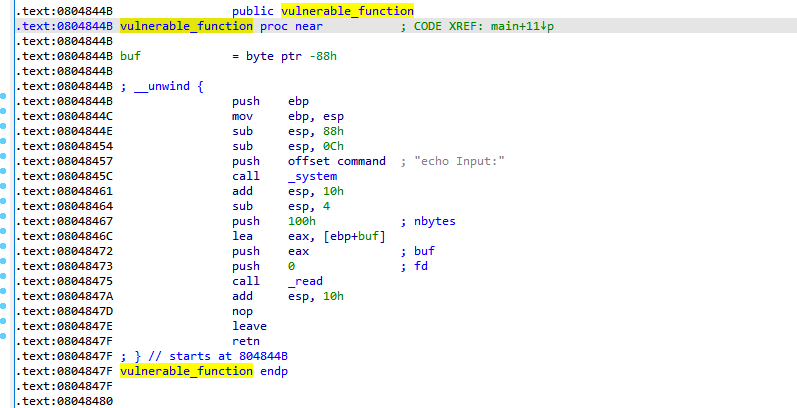 .text:0804844B public vulnerable_function
.text:0804844B vulnerable_function proc near ; CODE XREF: main+11↓p
.text:0804844B
.text:0804844B buf = byte ptr -88h
.text:0804844B
.text:0804844B ; __unwind {
.text:0804844B push ebp
.text:0804844C mov ebp, esp
.text:0804844E sub esp, 88h
.text:08048454 sub esp, 0Ch
.text:08048457 push offset command ; "echo Input:"
.text:0804845C call _system
.text:08048461 add esp, 10h
.text:08048464 sub esp, 4
.text:08048467 push 100h ; nbytes
.text:0804846C lea eax, [ebp+buf]
.text:08048472 push eax ; buf
.text:08048473 push 0 ; fd
.text:08048475 call _read
.text:0804847A add esp, 10h
.text:0804847D nop
.text:0804847E leave
.text:0804847F retn
.text:0804847F ; } // starts at 804844B
.text:0804847F vulnerable_function endp
.text:0804847F
.text:08048480